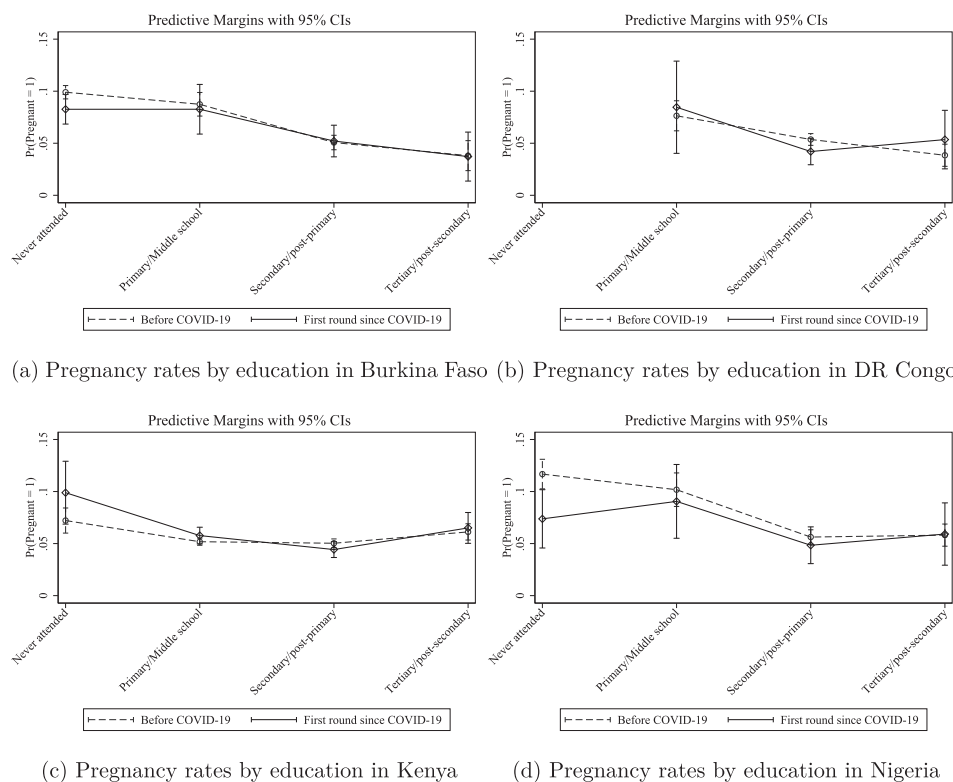 Predictive Margins with 95% CIs
Pr(Pregnant = 1)
.15
.1
.05
0
Never attended
Primary/Middle school
Secondary/post-primary
Tertiary/post-secondary
Before COVID-19 First round since COVID-19
(a) Pregnancy rates by education in Burkina Faso
Predictive Margins with 95% CIs
Pr(Pregnant = 1)
.15
.1
.05
0
Never attended
Primary/Middle school
Secondary/post-primary
Tertiary/post-secondary
Before COVID-19 First round since COVID-19
(b) Pregnancy rates by education in DR Congo
Predictive Margins with 95% CIs
Pr(Pregnant = 1)
.15
.1
.05
0
Never attended
Primary/Middle school
Secondary/post-primary
Tertiary/post-secondary
Before COVID-19 First round since COVID-19
(c) Pregnancy rates by education in Kenya
Predictive Margins with 95% CIs
Pr(Pregnant = 1)
.15
.1
.05
0
Never attended
Primary/Middle school
Secondary/post-primary
Tertiary/post-secondary
Before COVID-19 First round since COVID-19
(d) Pregnancy rates by education in Nigeria